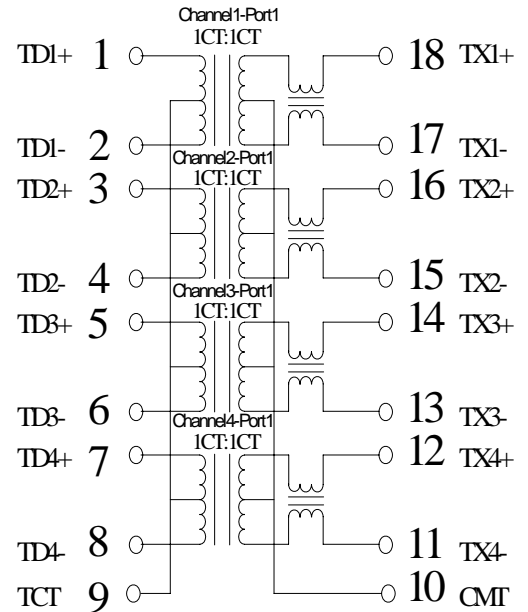 Channel1-Port1
1CT:1CT
TD1+ 1 18 TX1+
TD1- 2 17 TX1-
Channel2-Port1
1CT:1CT
TD2+ 3 16 TX2+
TD2- 4 15 TX2-
Channel3-Port1
1CT:1CT
TD3+ 5 14 TX3+
TD3- 6 13 TX3-
Channel4-Port1
1CT:1CT
TD4+ 7 12 TX4+
TD4- 8 11 TX4-
TCT 9 10 CMT